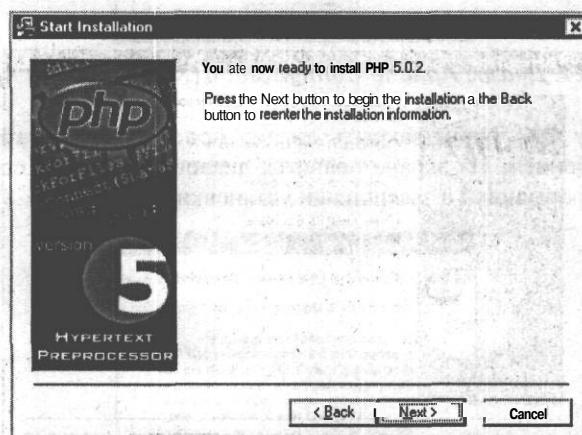 Start Installation
You ate now ready to install PHP 5.0.2.
Press the Next button to begin the installation a the Back
button to reenter the installation information.
php
version
5
HYPERTEXT
PREPROCESSOR
< Back
Next >
Cancel